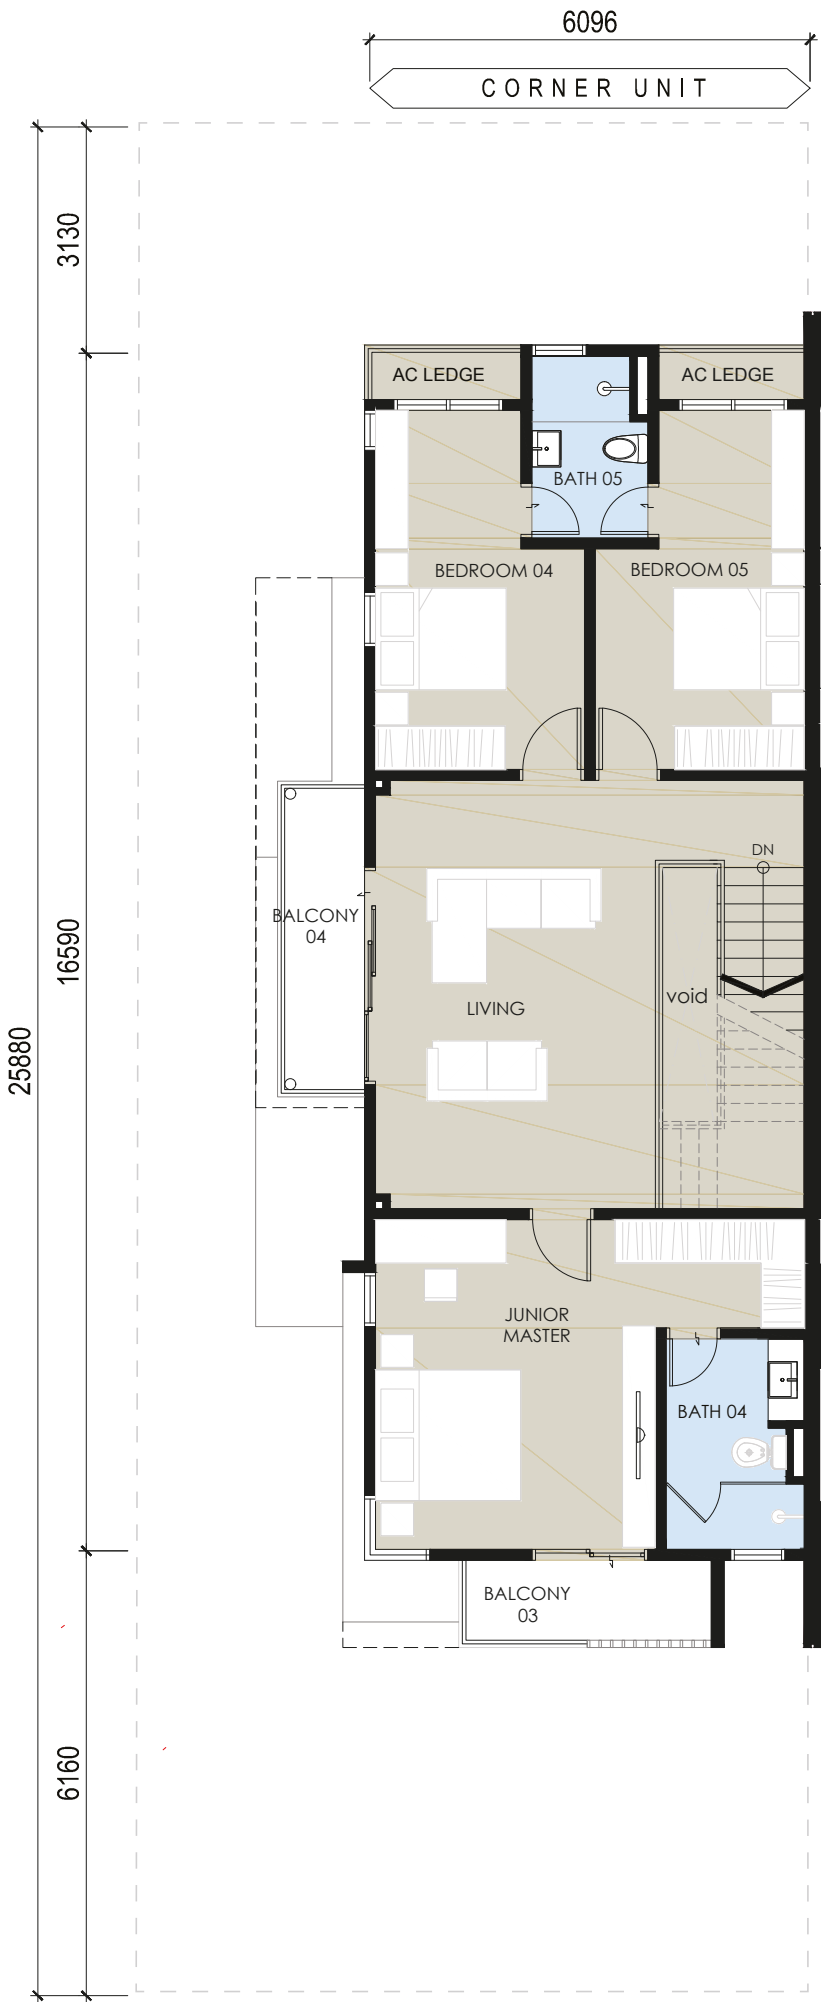 6096
CORNER UNIT
3130
AC LEDGE
AC LEDGE
BATH 05
BEDROOM 04
BEDROOM 05
DN
BALCONY
04
16590
void
LIVING
25880
JUNIOR
MASTER
BATH 04
BALCONY
03
6160